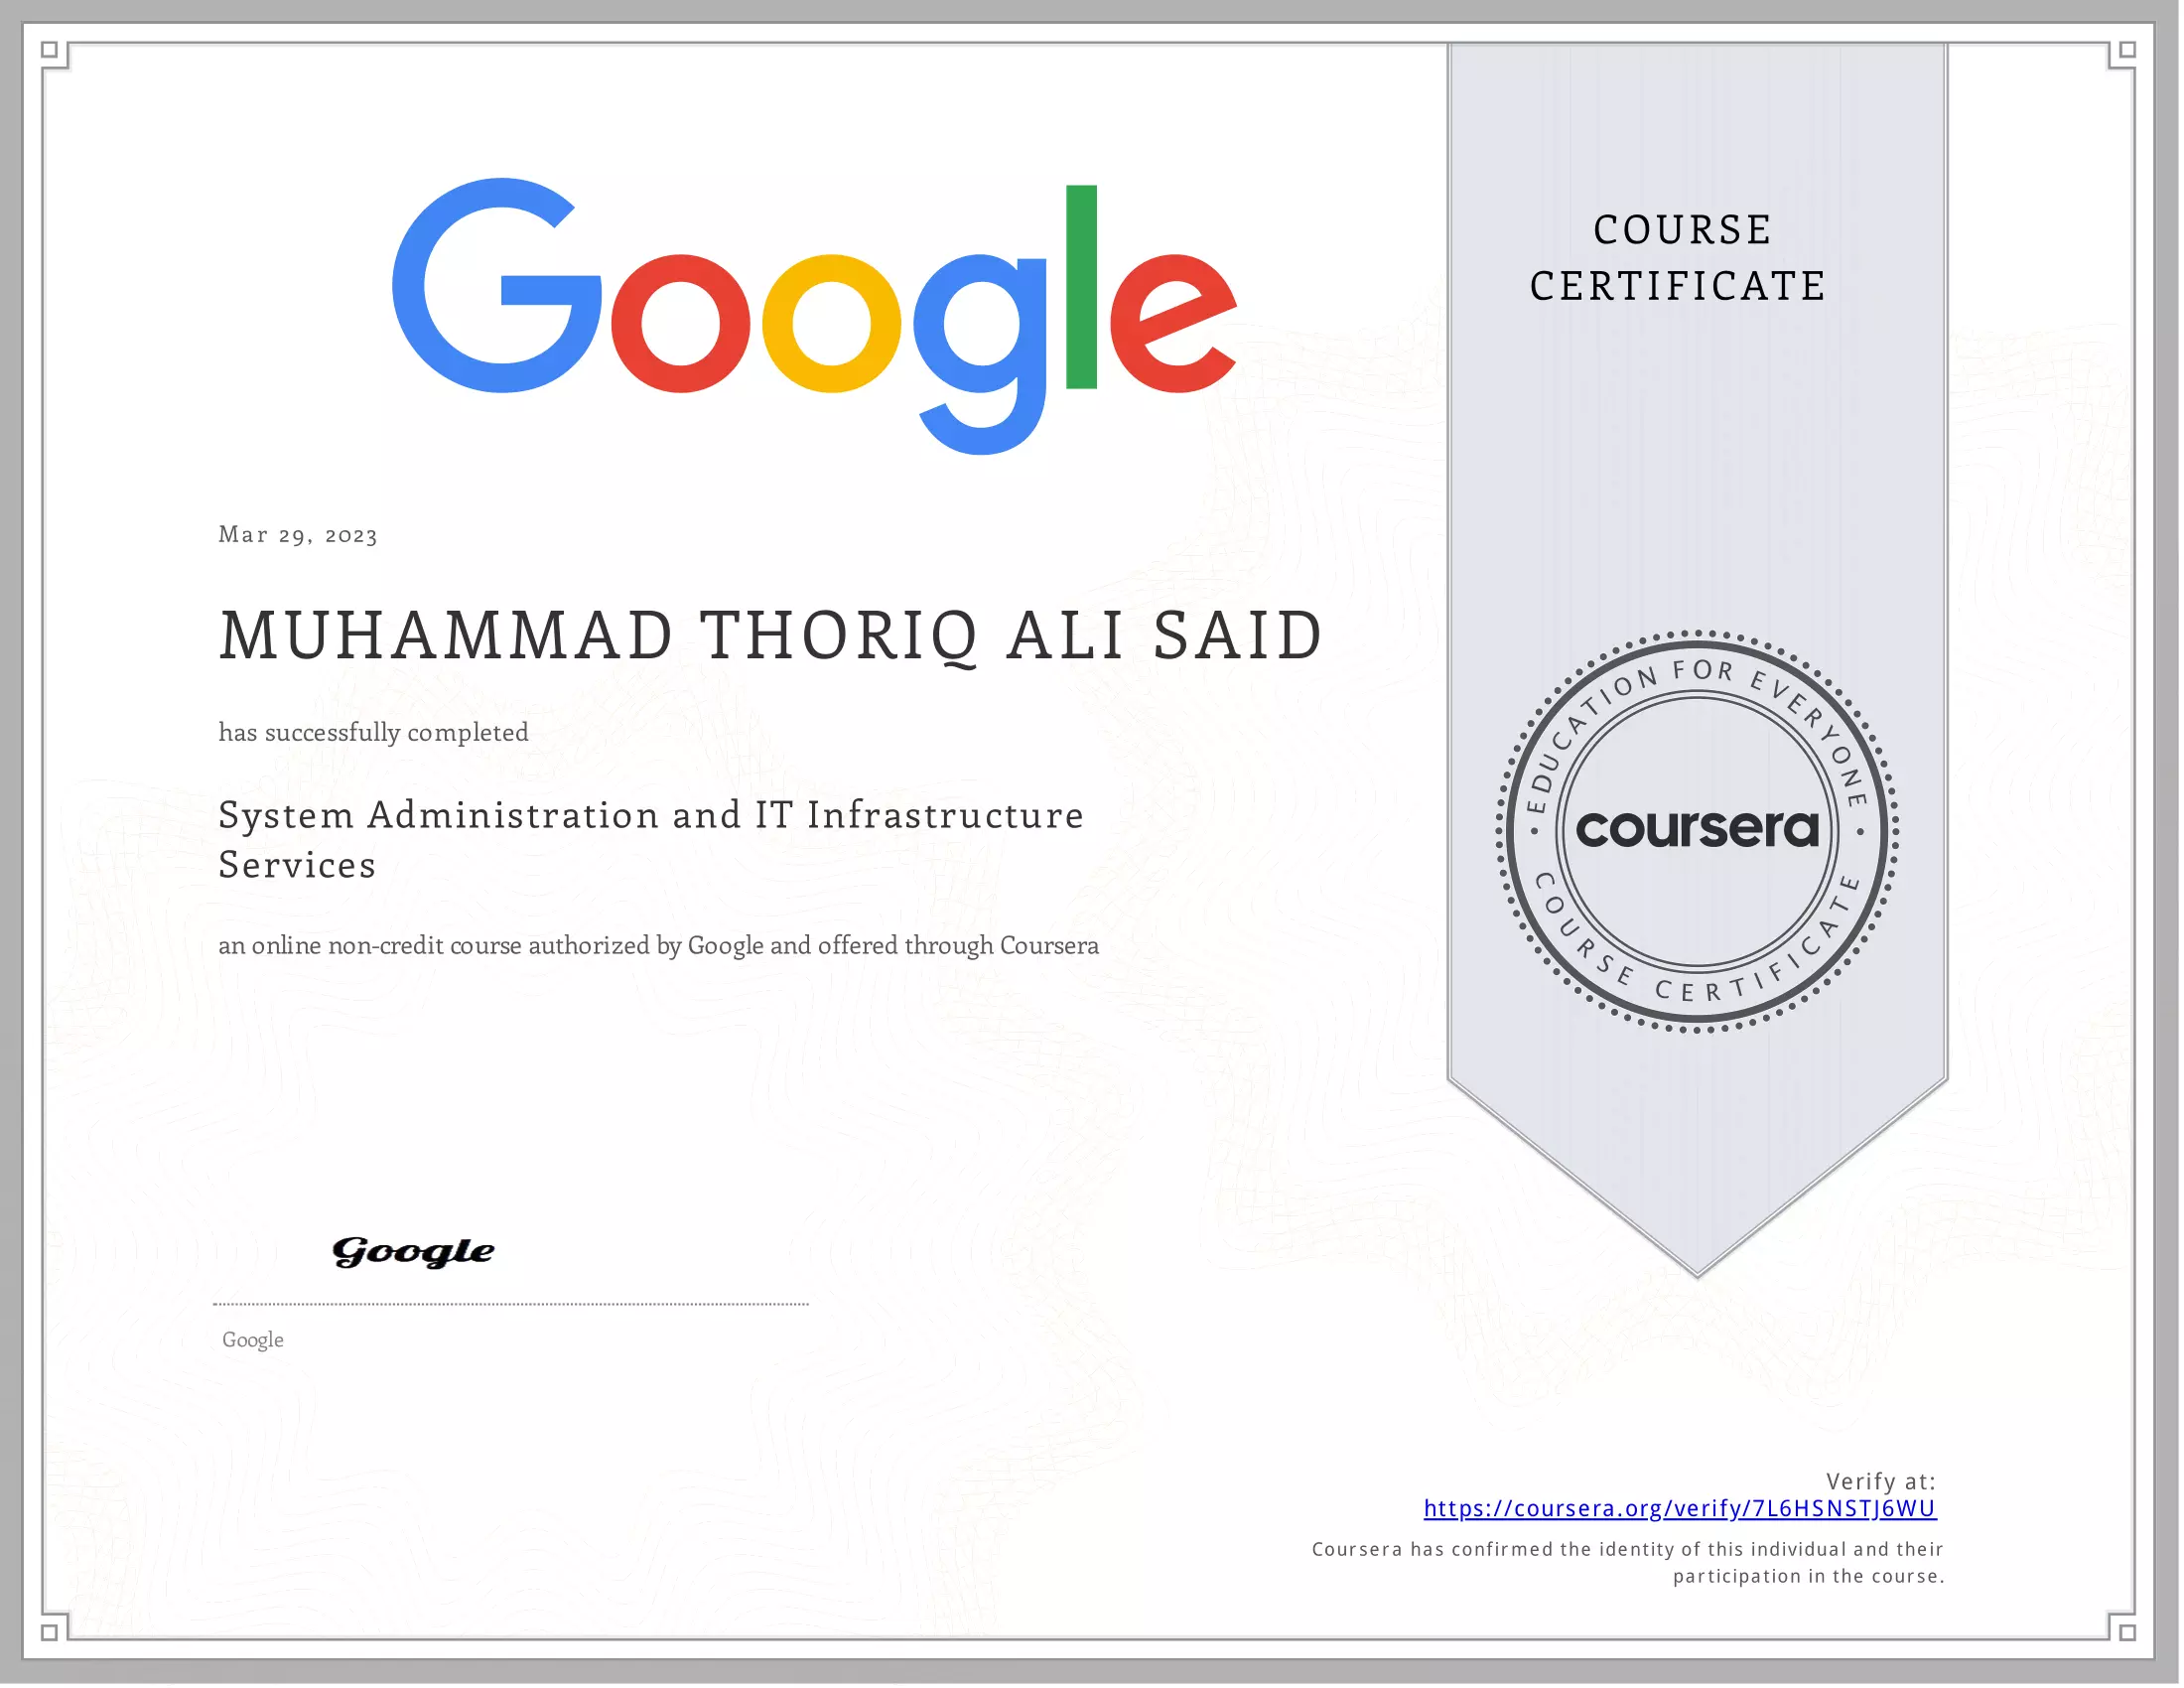 Google
COURSE
CERTIFICATE
Mar 29, 2023
MUHAMMAD THORIQ ALI SAID
has successfully completed
System Administration and IT Infrastructure
Services
an online non-credit course authorized by Google and offered through Coursera
EDUCATION FOR EVERYONE
coursera
COURSE CERTIFICATE
Google
Google
Verify at:
https://coursera.org/verify/7L6HSNSTJ6WU
Coursera has confirmed the identity of this individual and their
participation in the course.